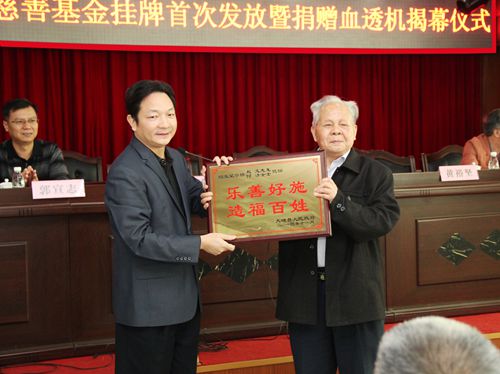 慈善基金挂牌首次发放暨捐赠血透机揭幕仪式
郭宣志
黄裕坚
乐善好施
造福百姓